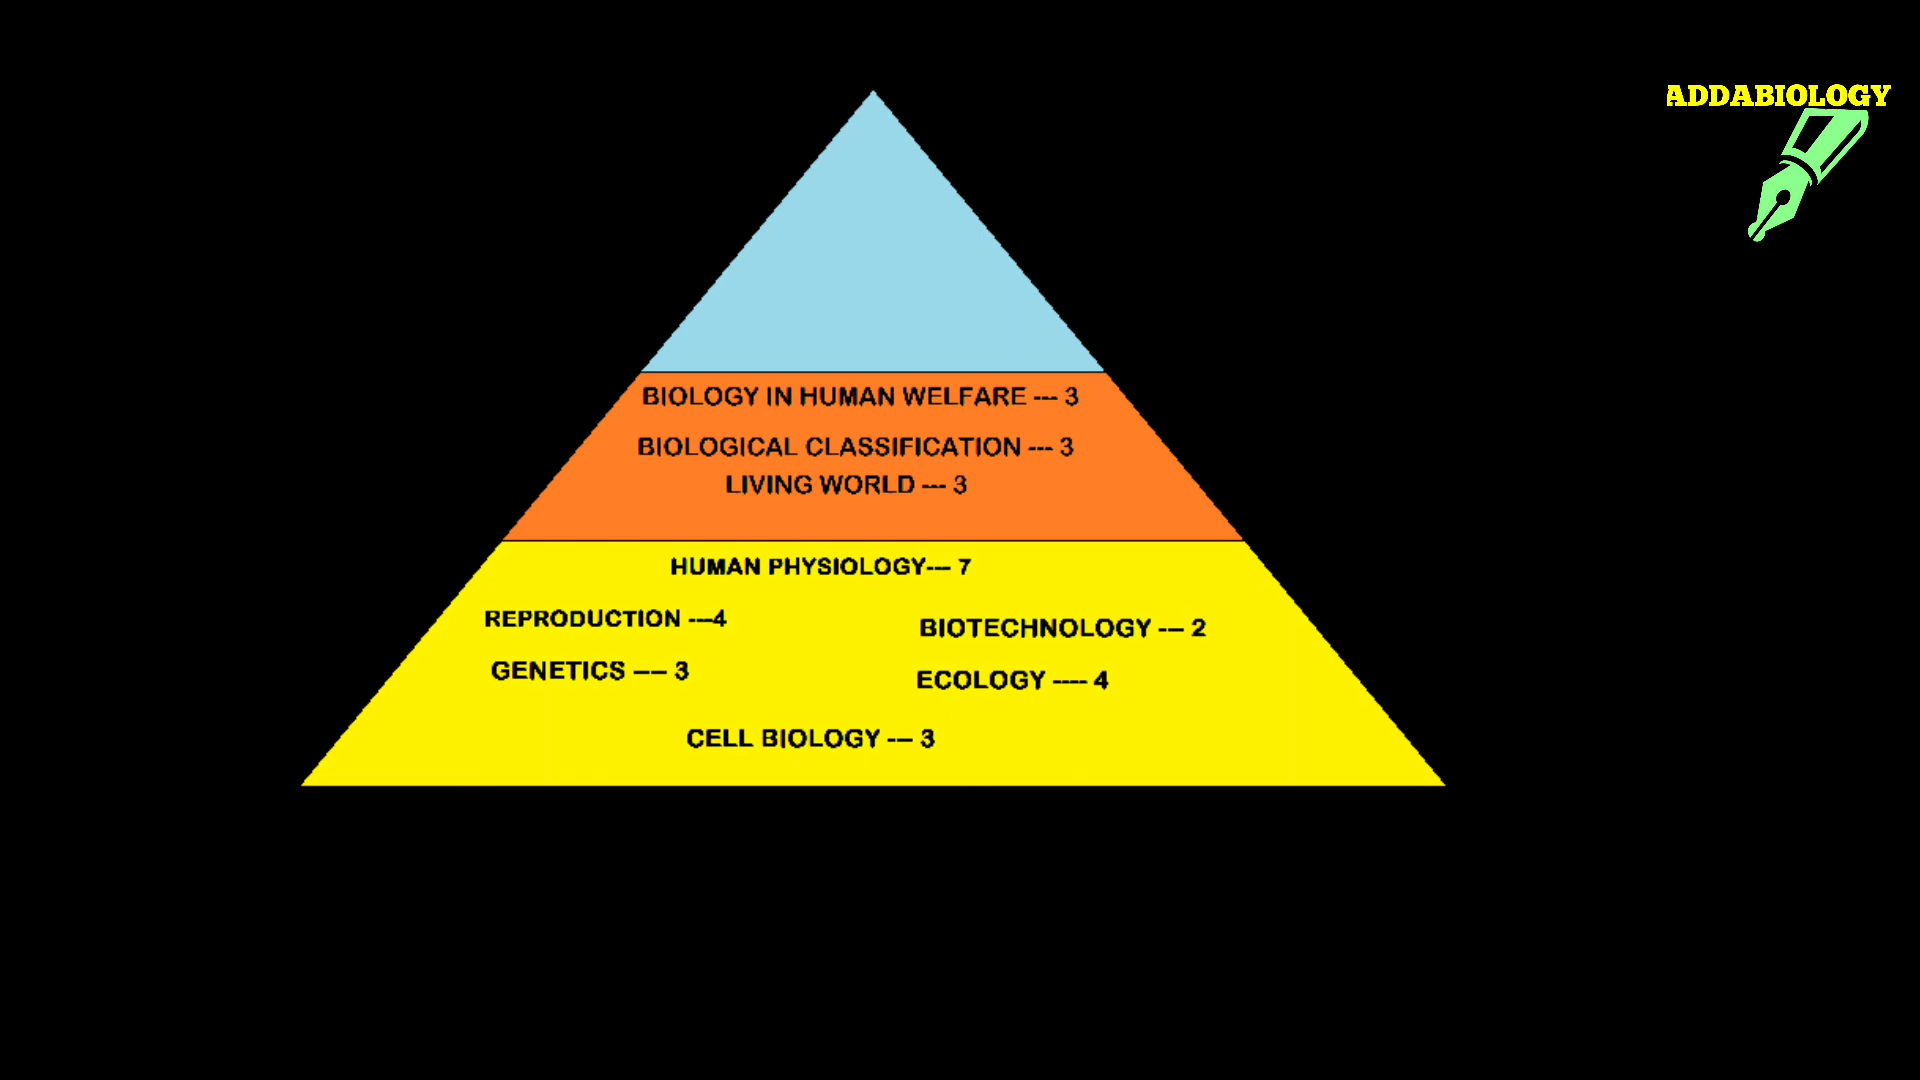 ADDABIOLOGY
BIOLOGY IN HUMAN WELFARE --- 3
BIOLOGICAL CLASSIFICATION --- 3
LIVING WORLD --- 3
HUMAN PHYSIOLOGY--- 7
REPRODUCTION ---4
BIOTECHNOLOGY --- 2
GENETICS ---- 3
ECOLOGY ---- 4
CELL BIOLOGY --- 3